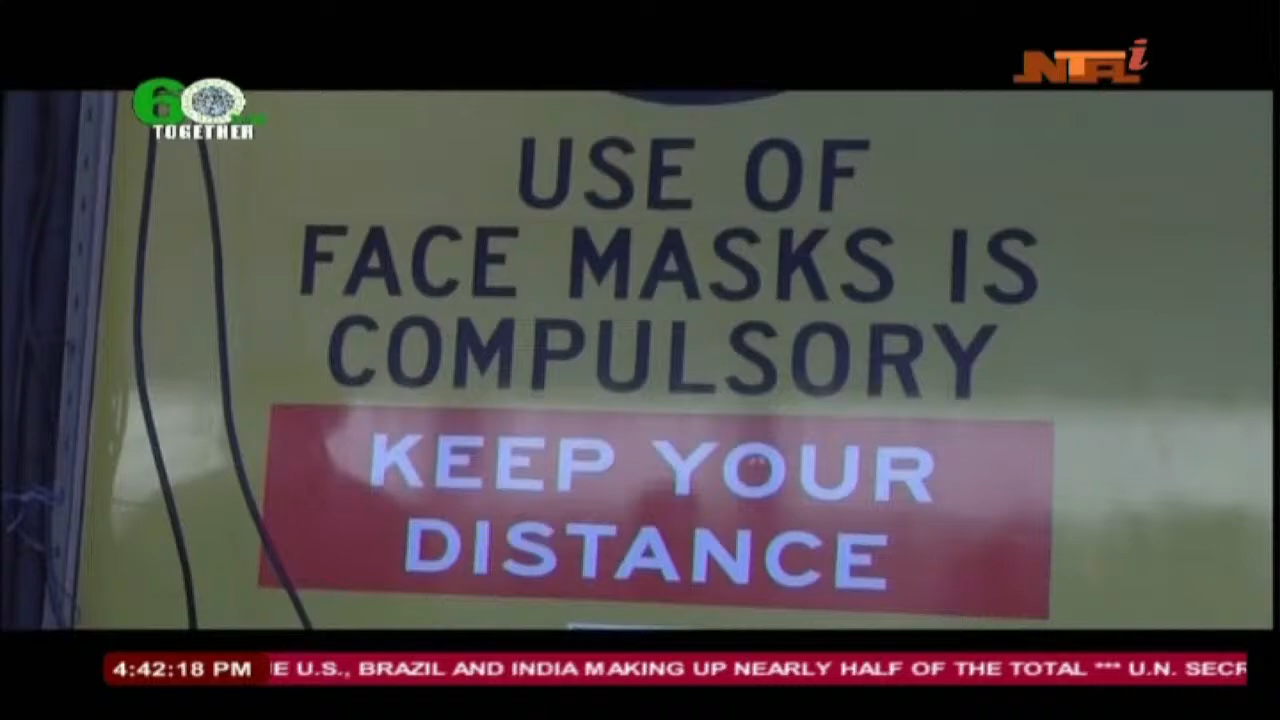 NTAi
60
TOGETHER
USE OF
FACE MASKS IS
COMPULSORY
KEEP YOUR
DISTANCE
4:42:18 PM
E U.S., BRAZIL AND INDIA MAKING UP NEARLY HALF OF THE TOTAL *** U.N. SECR